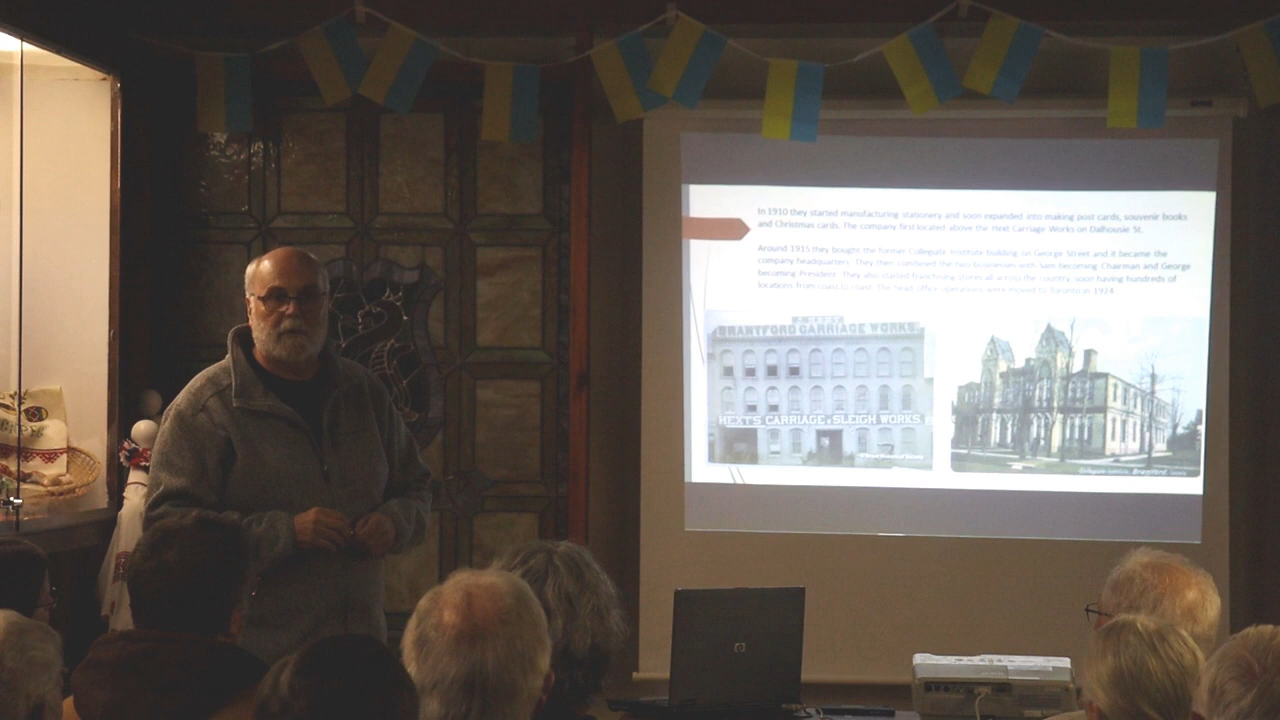 In 1910 they started manufacturing stationery and soon expanded into making post cards, souvenir books
and Christmas cards. The company first located above the Hext Carriage Works on Dalhousie St.
Around 1915 they bought the former Collegiate Institute building on George Street and it became the
company headquarters. They then combined the two businesses with Sam becoming Chairman and George
becoming President. They also started franchising stores all across the country, soon having hundreds of
locations from coast to coast. The head office operations were moved to Toronto in 1924.
BRANTFORD CARRIAGE WORKS.
HEXT'S CARRIAGE & SLEIGH WORKS.
Collegiate Institute, Brantford,
hp